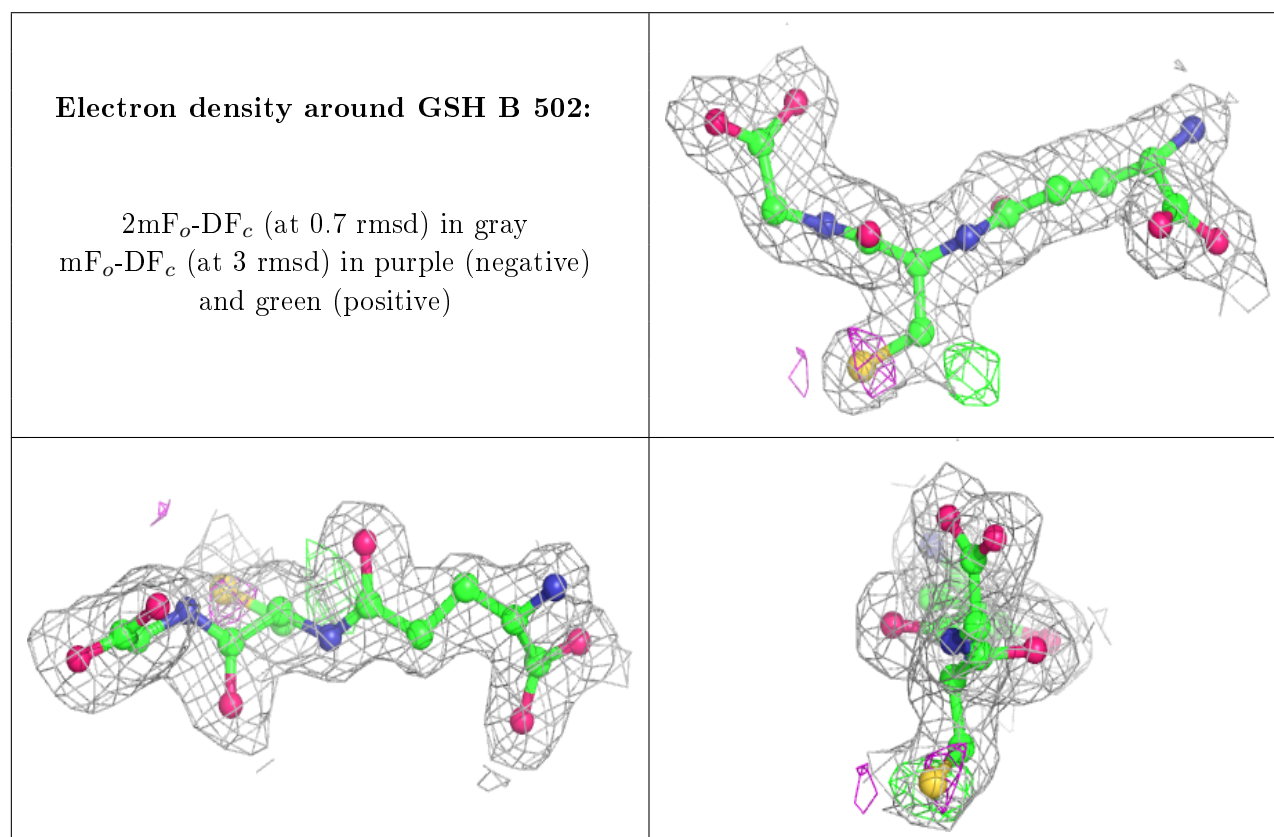 Electron density around GSH B 502:
2mFₒ-DF𝒸 (at 0.7 rmsd) in gray
mFₒ-DF𝒸 (at 3 rmsd) in purple (negative)
and green (positive)